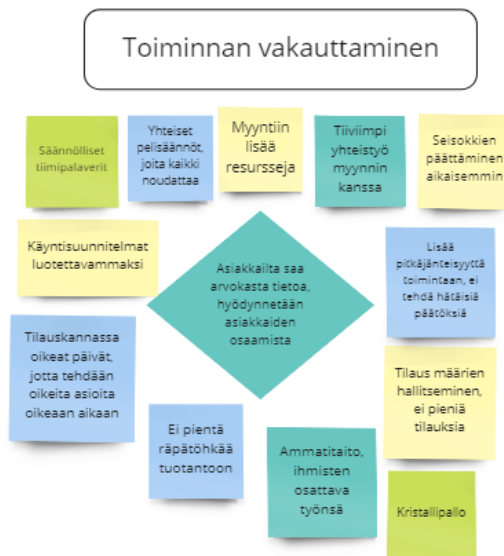 Toiminnan vakauttaminen
Säännölliset
tiimipalaverit
Yhteiset
pelisäännöt,
joita kaikki
noudattaa
Myyntiin
lisää
resursseja
Tiiviimpi
yhteistyö
myynnin
kanssa
Seisokkien
päättäminen
aikaisemmin
Käyntisuunnitelmat
luotettavammaksi
Asiakkailta saa
arvokasta tietoa,
hyödynnetään
asiakkaiden
osaamista
Lisää
pitkäjänteisyyttä
toimintaan, ei
tehdä hätäisiä
päätöksiä
Tilauskannassa
oikeat päivät,
jotta tehdään
oikeita asioita
oikeaan aikaan
Tilaus määrien
hallitseminen,
ei pieniä
tilauksia
Ei pientä
räpätöhkää
tuotantoon
Ammatitaito,
ihmisten
osattava
työnsä
Kristallipallo